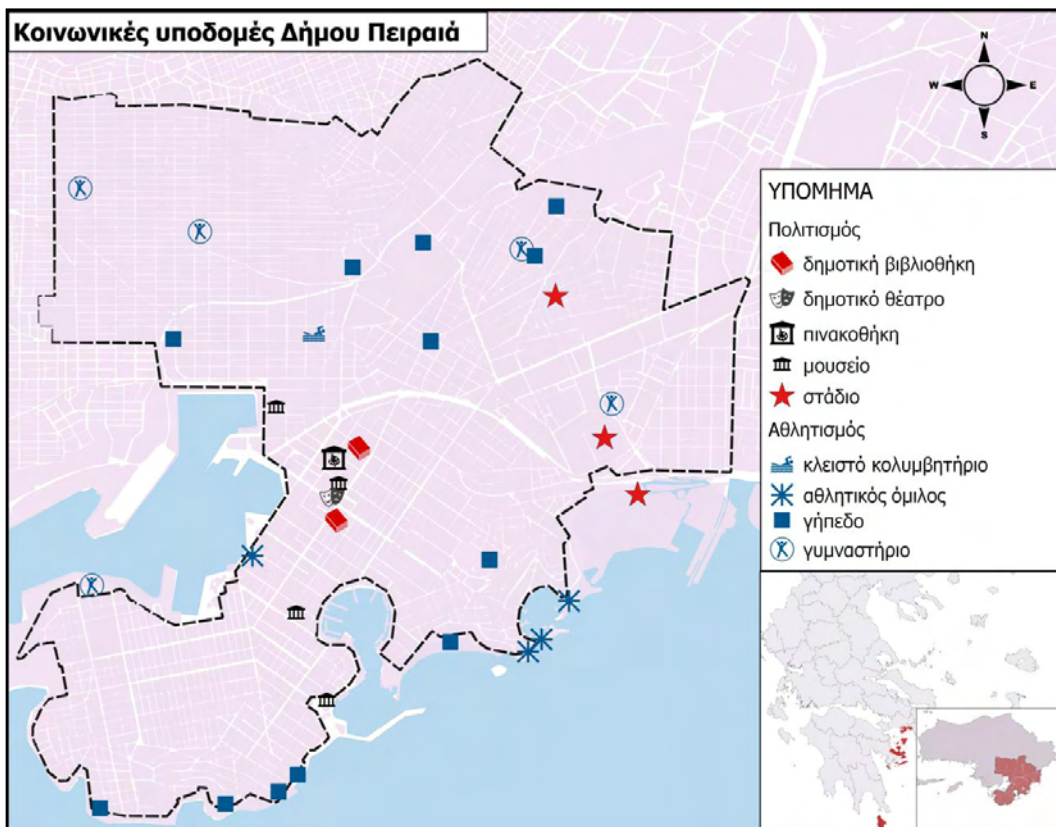 Κοινωνικές υποδομές Δήμου Πειραιά
N
W
E
S
ΥΠΟΜΗΜΑ
Πολιτισμός
δημοτική βιβλιοθήκη
δημοτικό θέατρο
πινακοθήκη
μουσείο
στάδιο
Αθλητισμός
κλειστό κολυμβητήριο
αθλητικός όμιλος
γήπεδο
γυμναστήριο